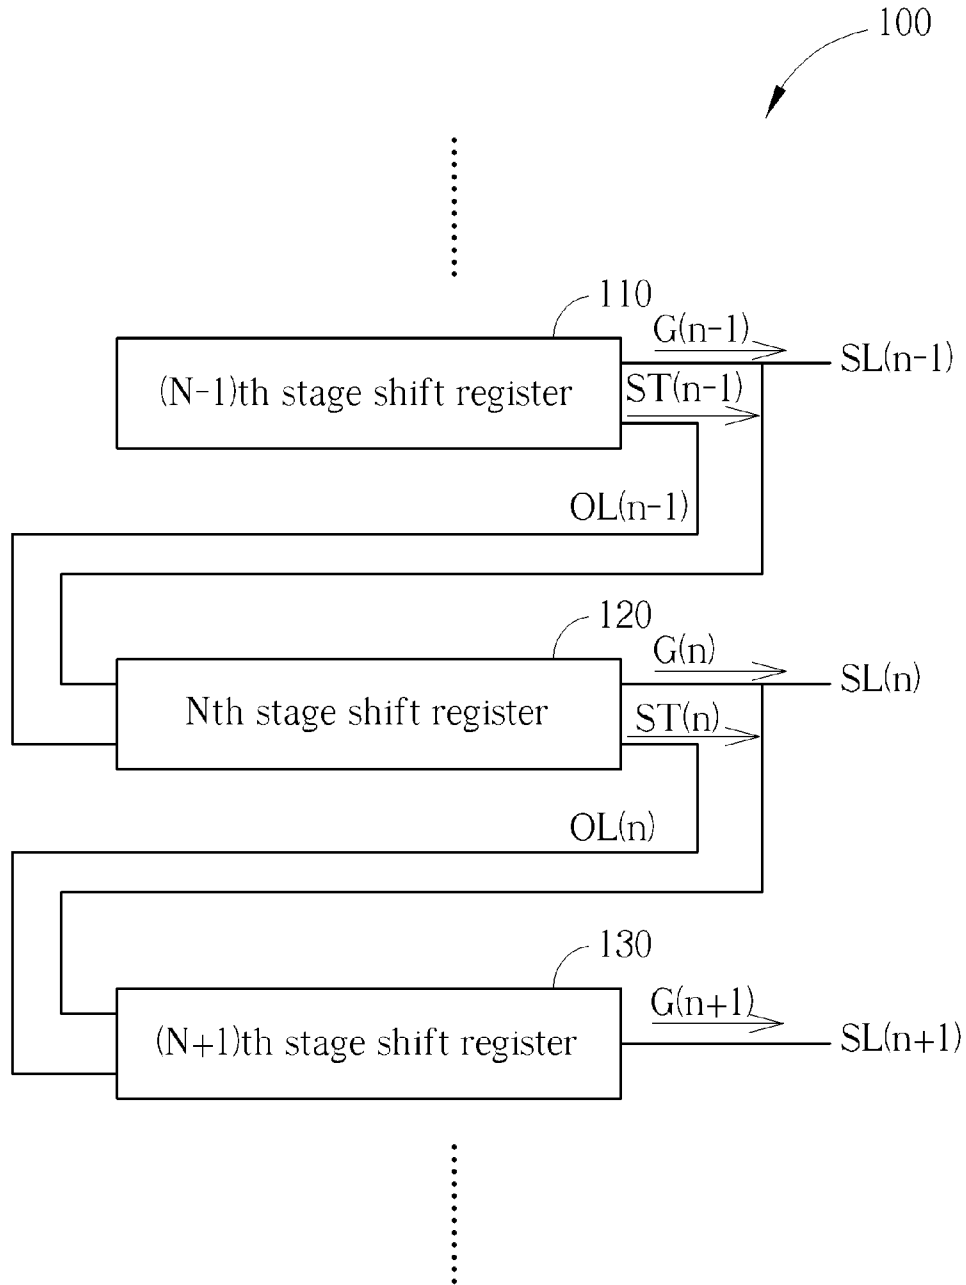 100
110
G(n-1)
SL(n-1)
(N-1)th stage shift register
ST(n-1)
OL(n-1)
120
G(n)
SL(n)
Nth stage shift register
ST(n)
OL(n)
130
G(n+1)
(N+1)th stage shift register
SL(n+1)